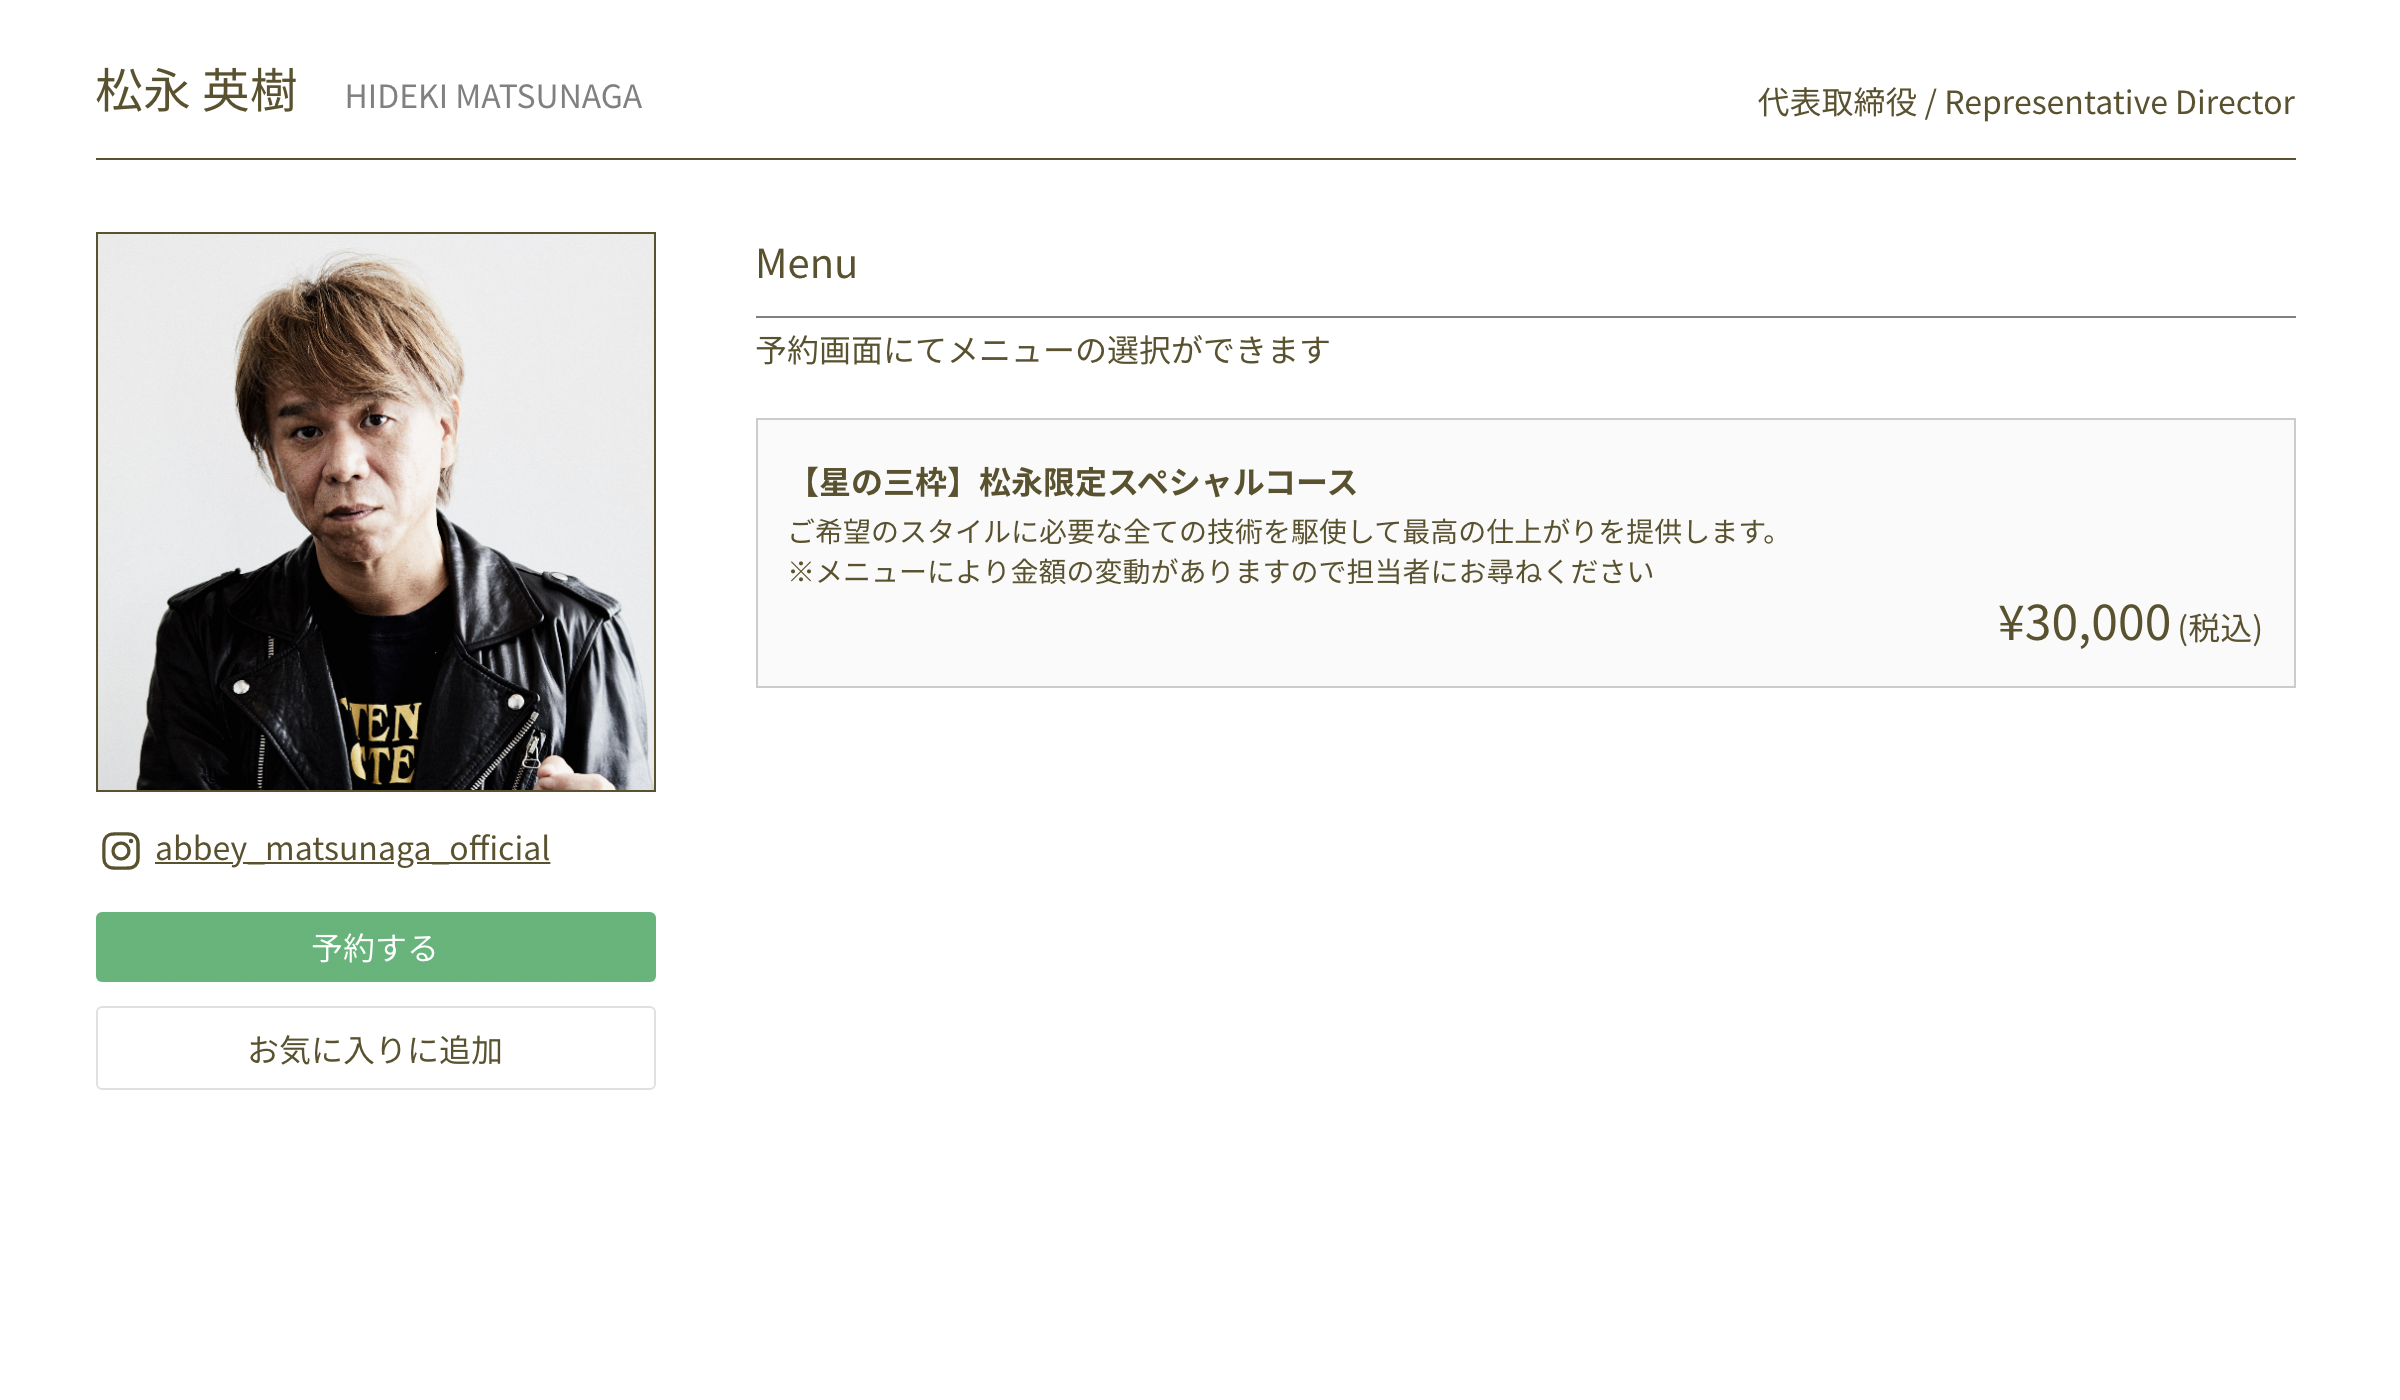 松永 英樹 HIDEKI MATSUNAGA
代表取締役 / Representative Director
Menu
予約画面にてメニューの選択ができます
【星の三枠】松永限定スペシャルコース
ご希望のスタイルに必要な全ての技術を駆使して最高の仕上がりを提供します。
※メニューにより金額の変動がありますので担当者にお尋ねください
¥30,000 (税込)
TEN
CTE
abbey_matsunaga_official
予約する
お気に入りに追加